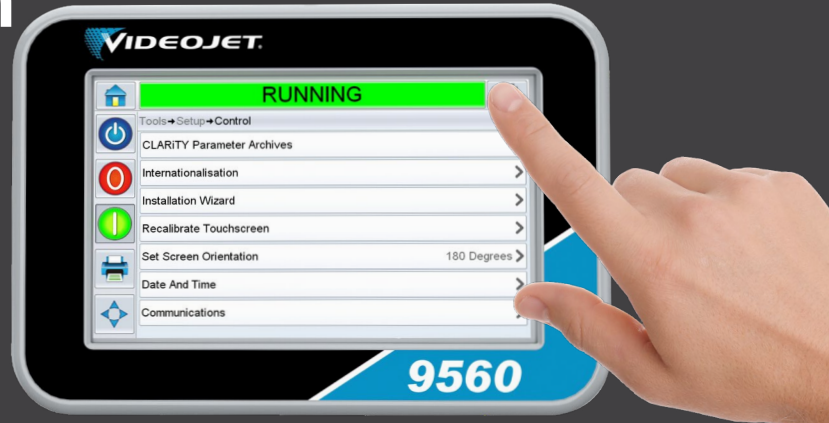 VIDEOJET.
RUNNING
Tools→Setup→Control
CLARiTY Parameter Archives
Internationalisation
Installation Wizard
Recalibrate Touchscreen
Set Screen Orientation 180 Degrees
Date And Time
Communications
9560